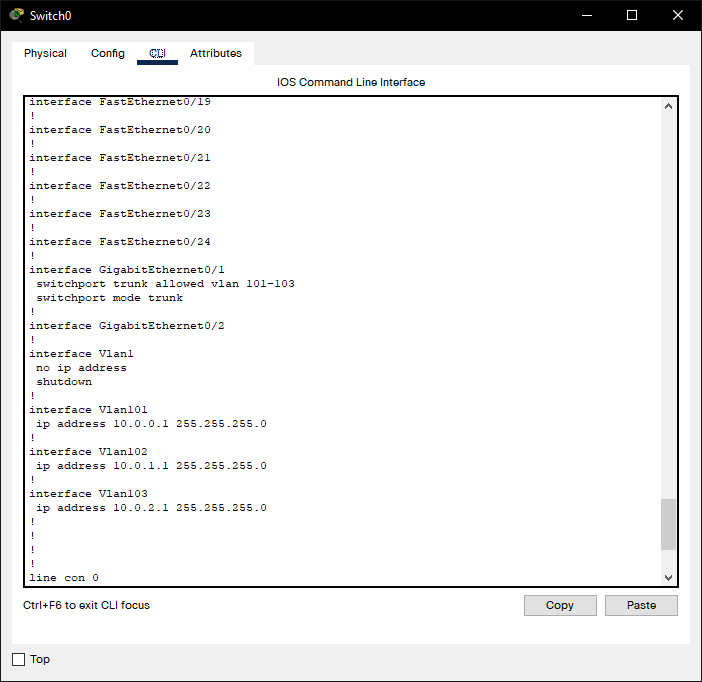 Switch0
Physical
Config
CLI
Attributes
IOS Command Line Interface
interface FastEthernet0/19
!
interface FastEthernet0/20
!
interface FastEthernet0/21
!
interface FastEthernet0/22
!
interface FastEthernet0/23
!
interface FastEthernet0/24
!
interface GigabitEthernet0/1
 switchport trunk allowed vlan 101-103
 switchport mode trunk
!
interface GigabitEthernet0/2
!
interface Vlan1
 no ip address
 shutdown
!
interface Vlan101
 ip address 10.0.0.1 255.255.255.0
!
interface Vlan102
 ip address 10.0.1.1 255.255.255.0
!
interface Vlan103
 ip address 10.0.2.1 255.255.255.0
!
!
!
!
line con 0
Ctrl+F6 to exit CLI focus
Copy
Paste
Top